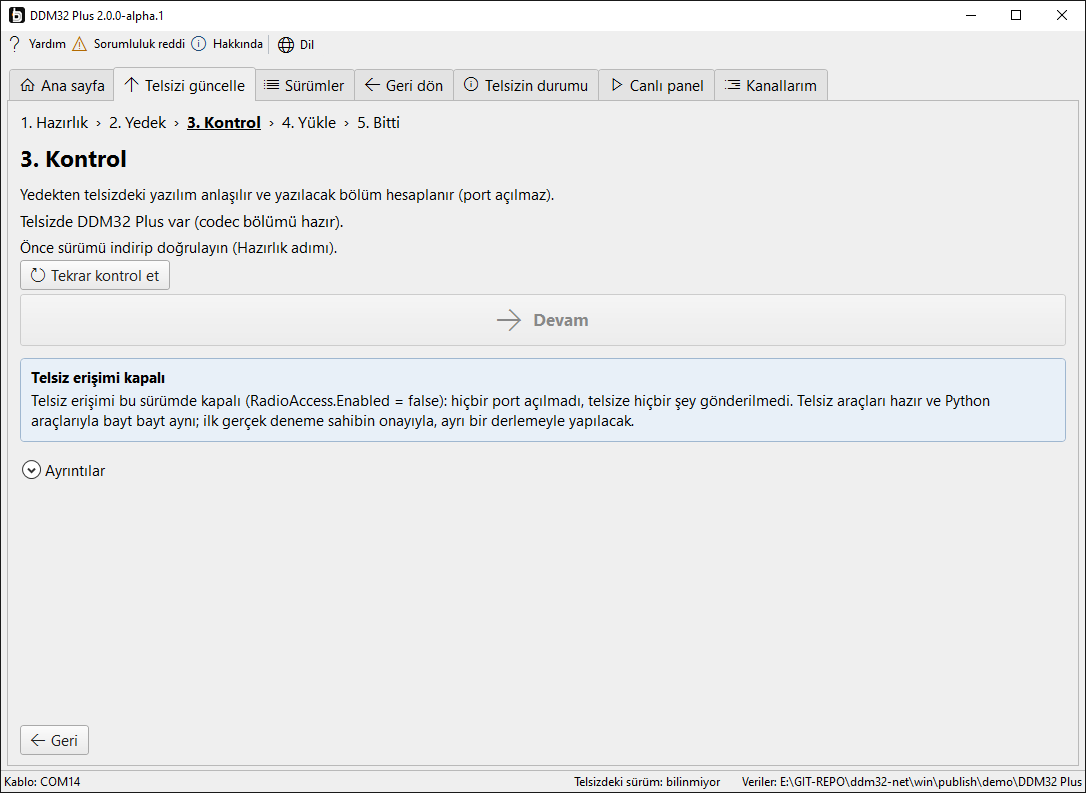 DDM32 Plus 2.0.0-alpha.1
? Yardım Sorumluluk reddi Hakkında Dil
Ana sayfa Telsizi güncelle Sürümler Geri dön Telsizin durumu Canlı panel Kanallarım
1. Hazırlık › 2. Yedek › 3. Kontrol › 4. Yükle › 5. Bitti
3. Kontrol
Yedekten telsizdeki yazılım anlaşılır ve yazılacak bölüm hesaplanır (port açılmaz).
Telsizde DDM32 Plus var (codec bölümü hazır).
Önce sürümü indirip doğrulayın (Hazırlık adımı).
Tekrar kontrol et
Devam
Telsiz erişimi kapalı
Telsiz erişimi bu sürümde kapalı (RadioAccess.Enabled = false): hiçbir port açılmadı, telsize hiçbir şey gönderilmedi. Telsiz araçları hazır ve Python
araçlarıyla bayt bayt aynı; ilk gerçek deneme sahibin onayıyla, ayrı bir derlemeyle yapılacak.
Ayrıntılar
Geri
Kablo: COM14 Telsizdeki sürüm: bilinmiyor Veriler: E:\GIT-REPO\ddm32-net\win\publish\demo\DDM32 Plus